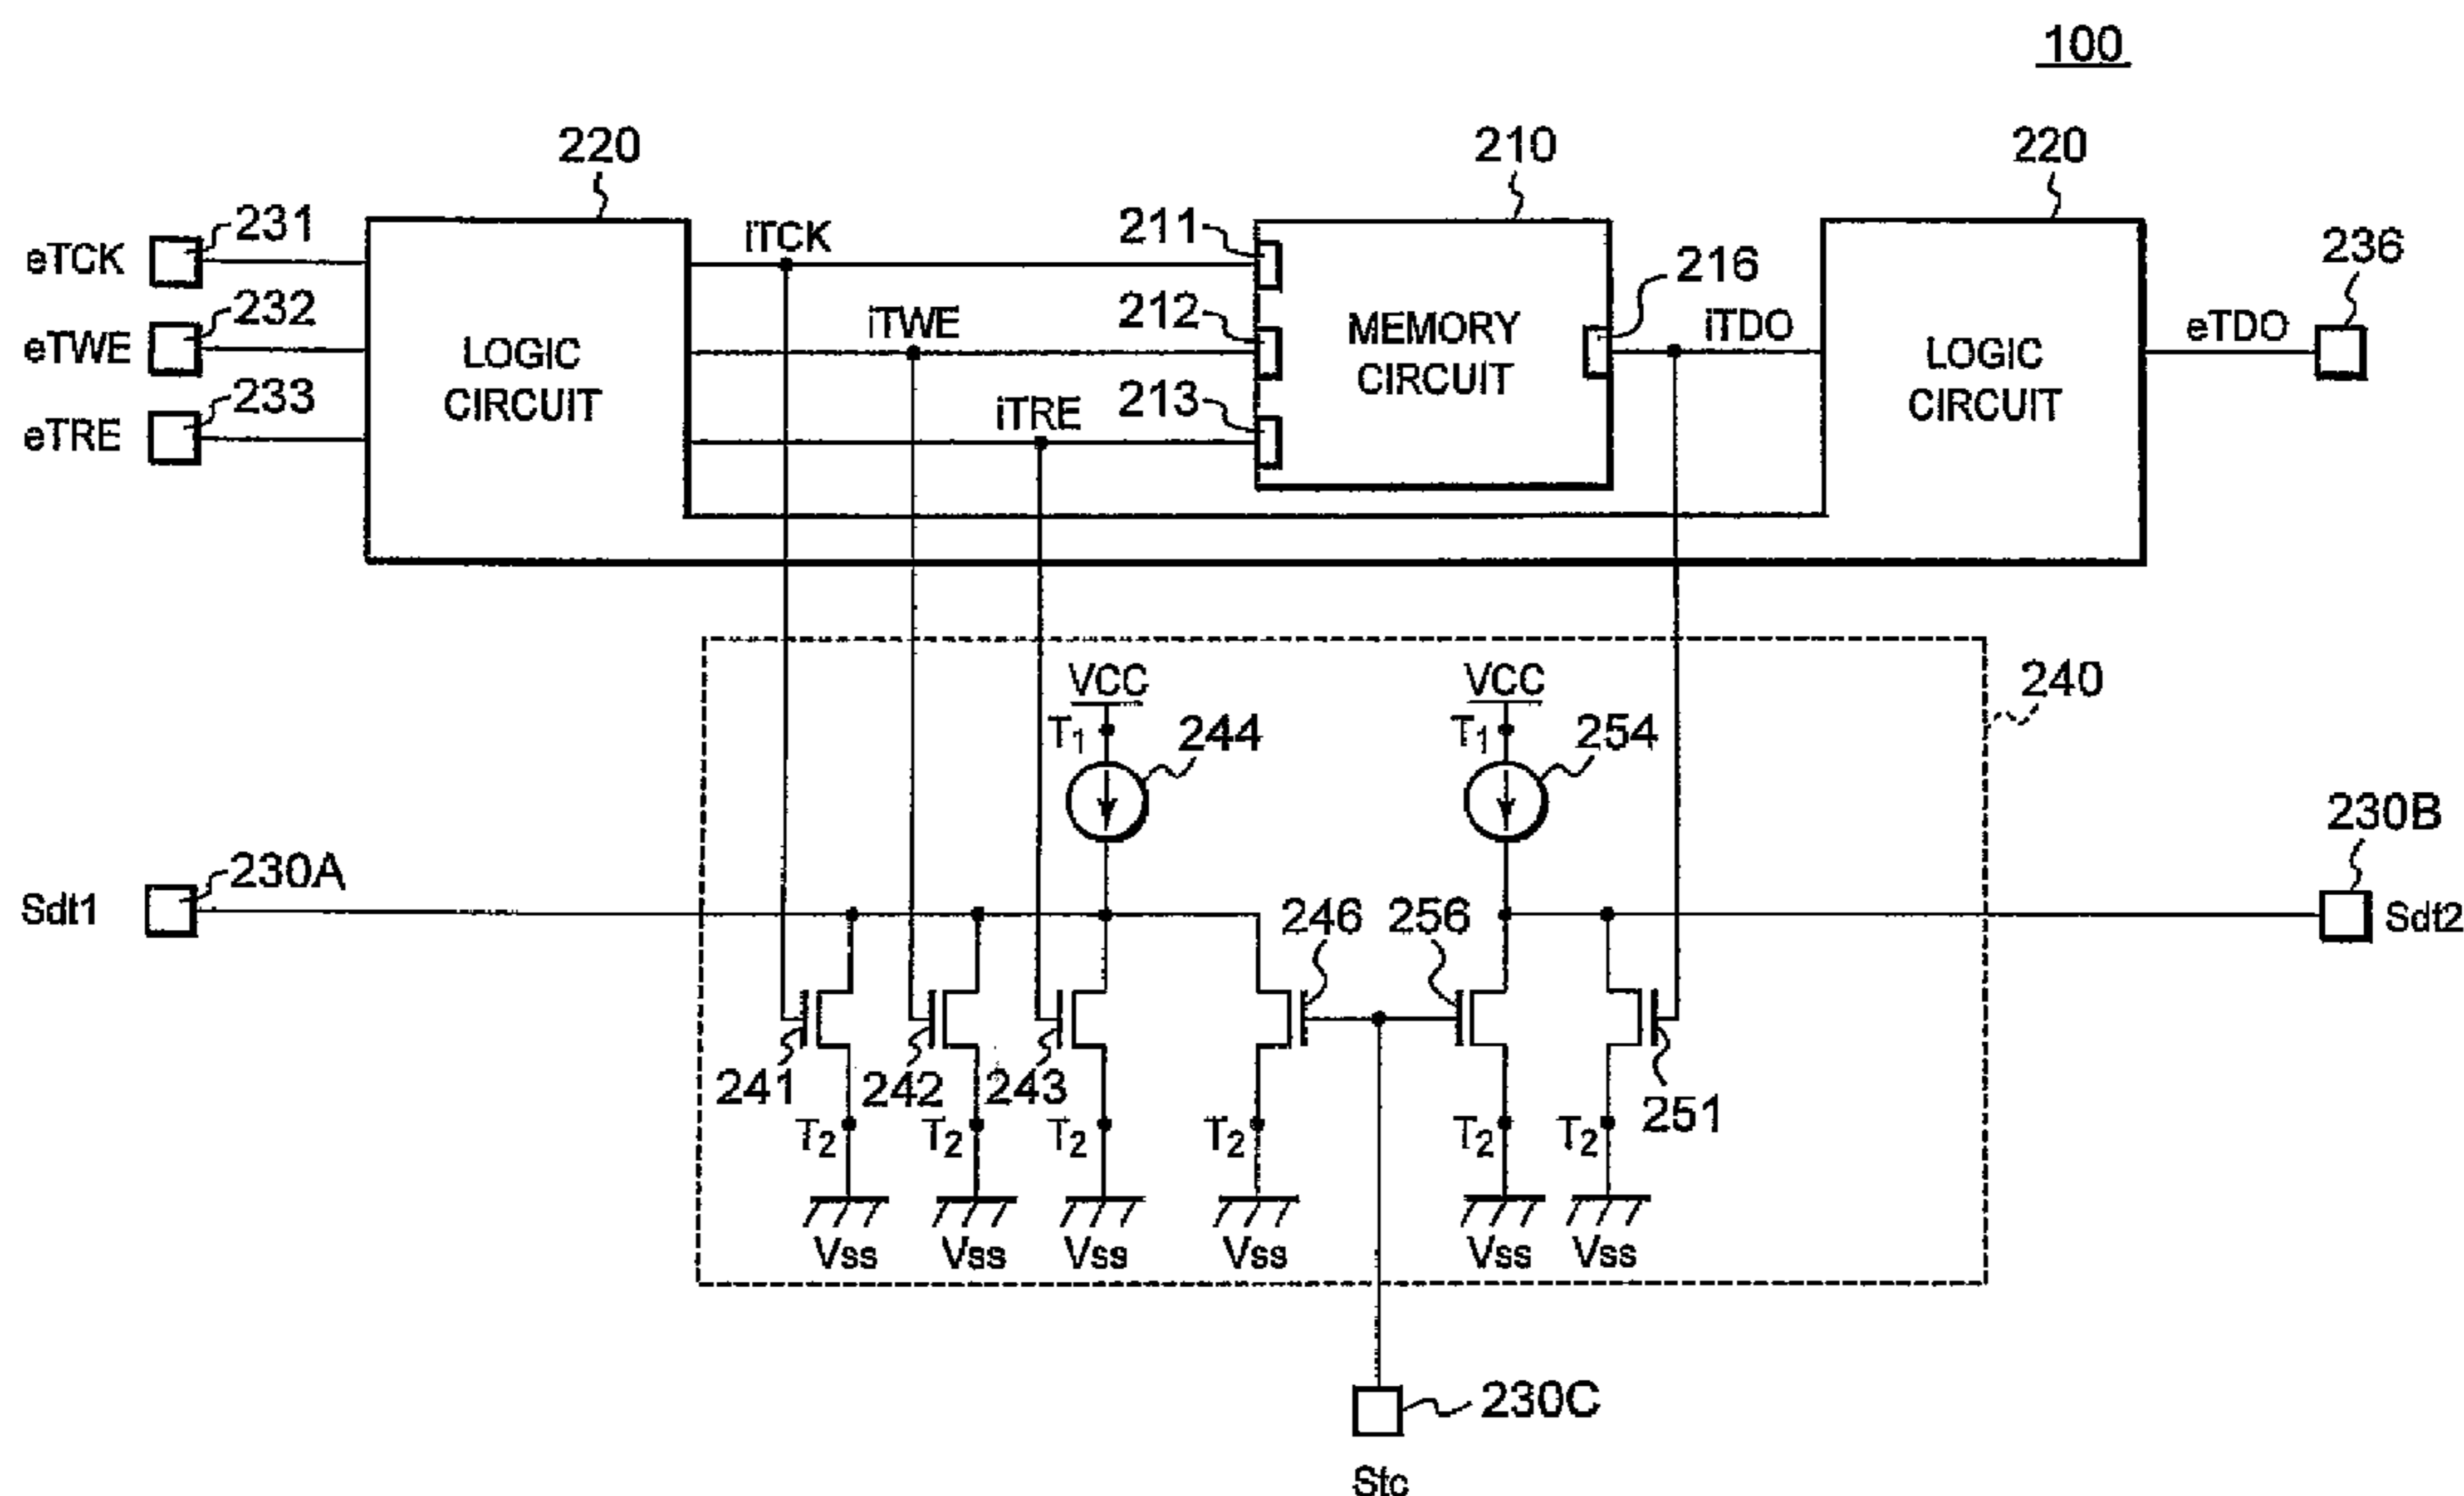 100
220
210
220
eTCK
231
iTCK
211
216
236
eTWE
232
LOGIC
CIRCUIT
iTWE
212
MEMORY
CIRCUIT
iTDO
LOGIC
CIRCUIT
eTDO
eTRE
233
iTRE
213
VCC
VCC
240
T1
244
T1
254
230B
230A
Sdt1
246
256
Sdt2
241
242
243
251
T2
T2
T2
T2
T2
T2
Vss
Vss
Vss
Vss
Vss
Vss
230C
Stc